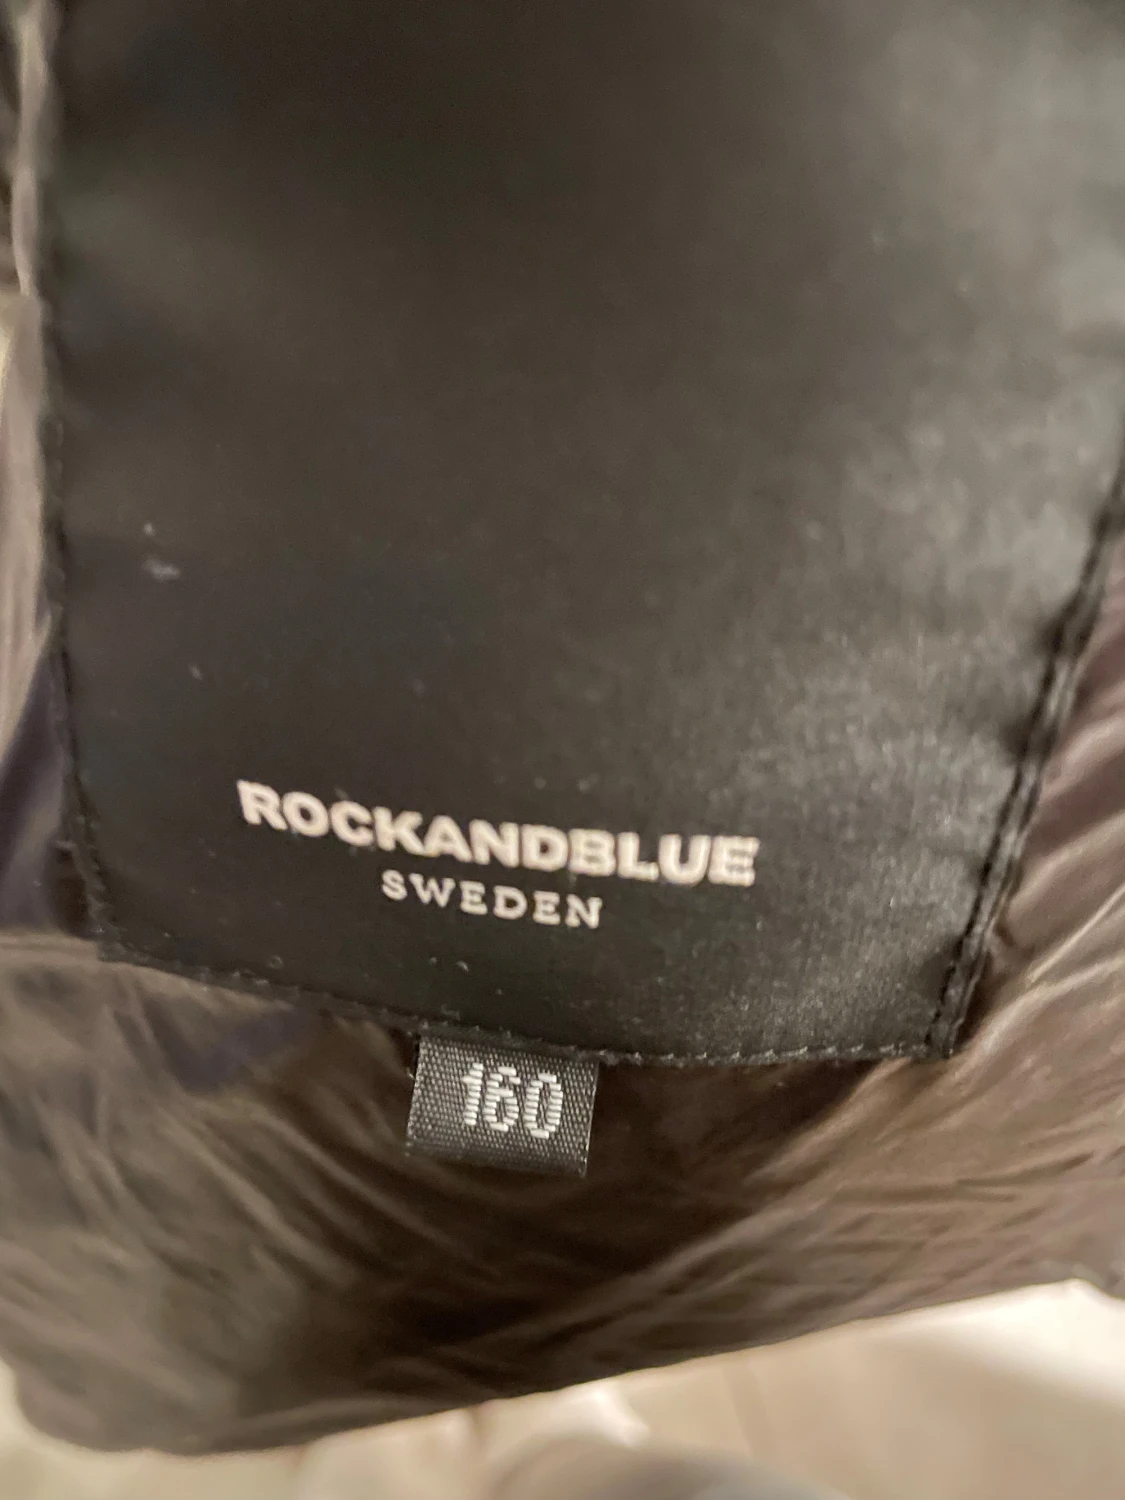 ROCKANDBLUE
SWEDEN
160